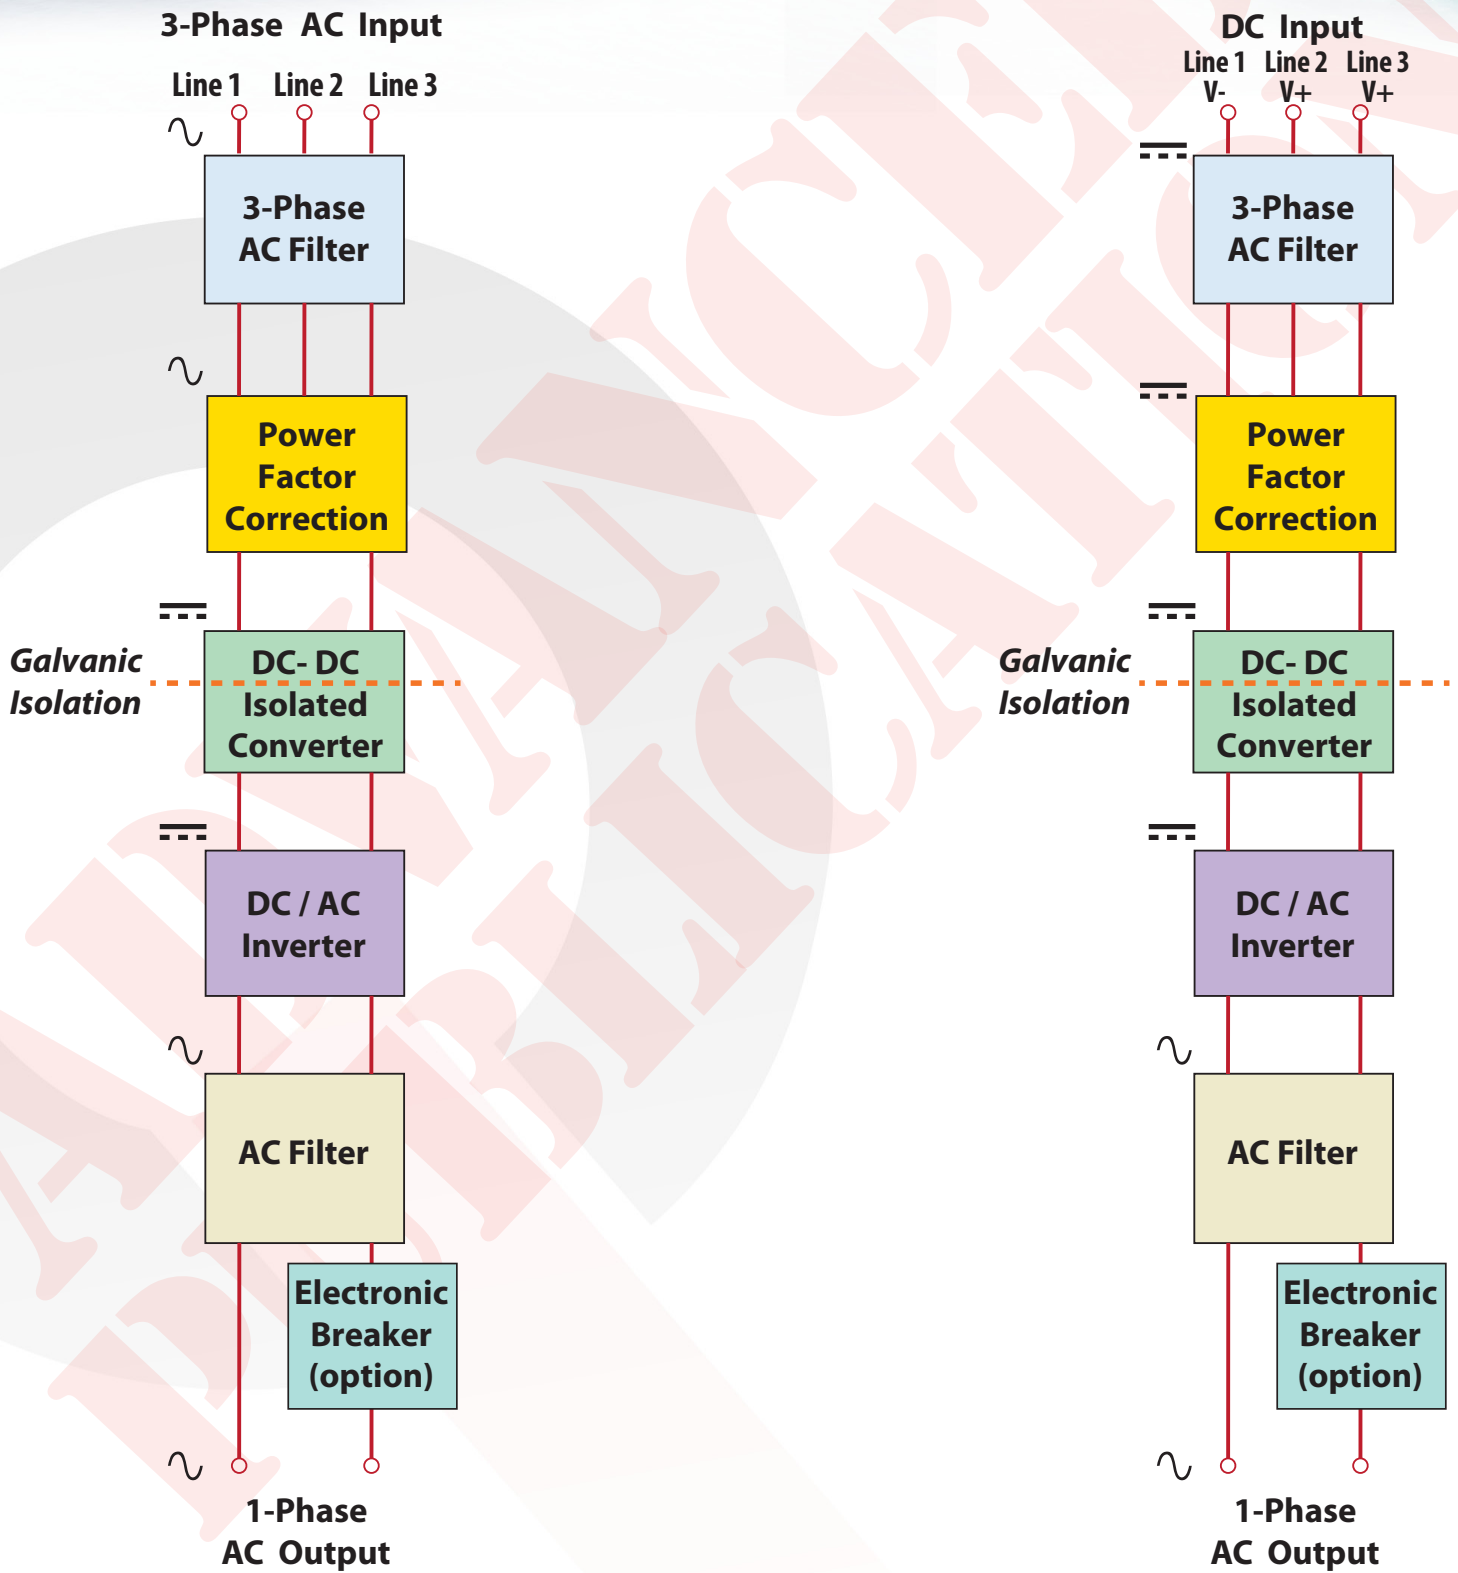 3-Phase AC Input
Line 1 Line 2 Line 3
3-Phase
AC Filter
Power
Factor
Correction
Galvanic
Isolation
DC- DC
Isolated
Converter
DC / AC
Inverter
AC Filter
Electronic
Breaker
(option)
1-Phase
AC Output
DC Input
Line 1 Line 2 Line 3
V- V+ V+
3-Phase
AC Filter
Power
Factor
Correction
Galvanic
Isolation
DC- DC
Isolated
Converter
DC / AC
Inverter
AC Filter
Electronic
Breaker
(option)
1-Phase
AC Output
ADVANCED
PUBLICATION